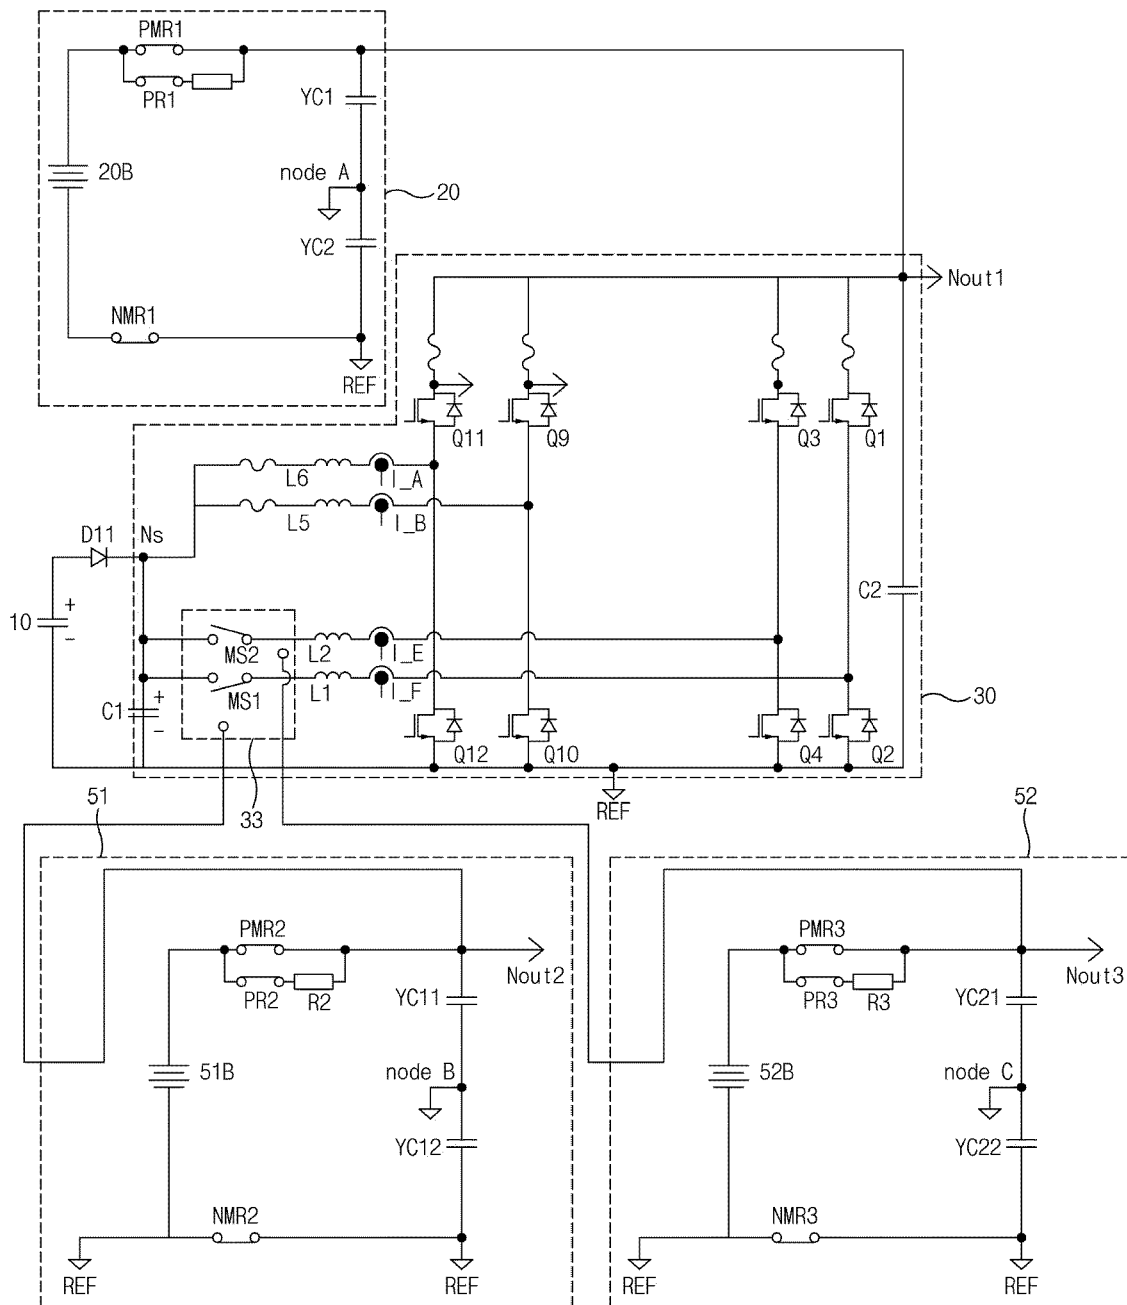 PMR1
PR1
YC1
20B
node A
20
YC2
NMR1
REF
Nout1
Q11
Q9
Q3
Q1
L6
I_A
L5
I_B
D11
Ns
C2
10
+
−
MS2
L2
I_E
MS1
L1
I_F
C1
+
−
30
Q12
Q10
Q4
Q2
REF
33
51
52
PMR2
PR2
R2
Nout2
YC11
51B
node B
YC12
NMR2
REF
REF
PMR3
PR3
R3
Nout3
YC21
52B
node C
YC22
NMR3
REF
REF